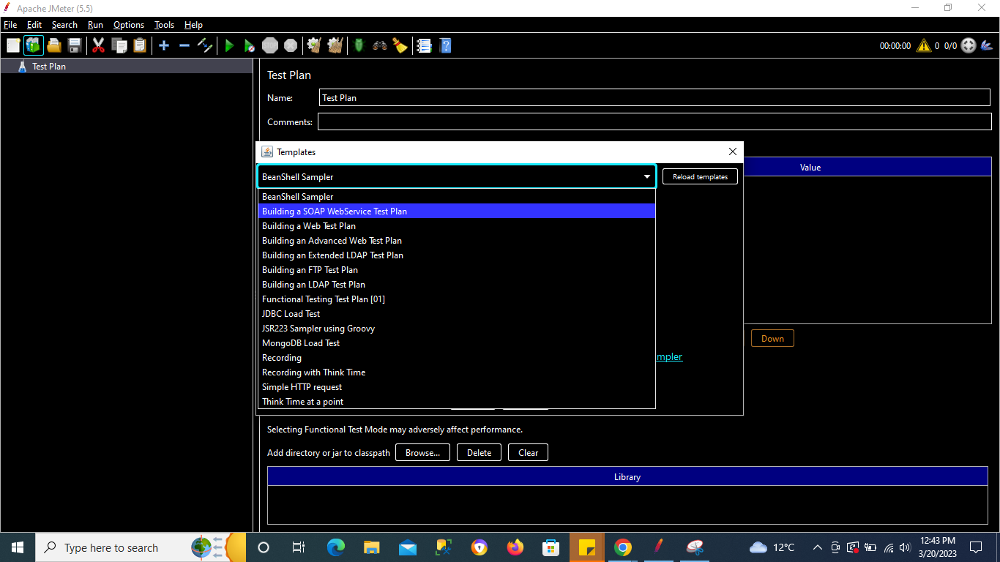 Apache JMeter (5.5)
File Edit Search Run Options Tools Help
00:00:00 0 0/0
Test Plan
Test Plan
Name: Test Plan
Comments:
Templates
Value
BeanShell Sampler Reload templates
BeanShell Sampler
Building a SOAP WebService Test Plan
Building a Web Test Plan
Building an Advanced Web Test Plan
Building an Extended LDAP Test Plan
Building an FTP Test Plan
Building an LDAP Test Plan
Functional Testing Test Plan [01]
JDBC Load Test
JSR223 Sampler using Groovy
MongoDB Load Test
Down
Recording
mpler
Recording with Think Time
Simple HTTP request
Think Time at a point
Selecting Functional Test Mode may adversely affect performance.
Add directory or jar to classpath Browse... Delete Clear
Library
Type here to search
12°C
12:43 PM
3/20/2023